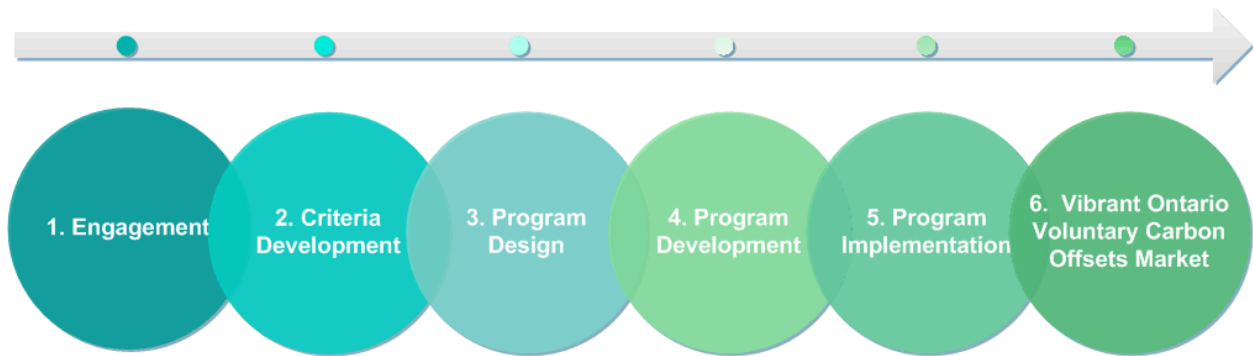 1. Engagement
2. Criteria
Development
3. Program
Design
4. Program
Development
5. Program
Implementation
6. Vibrant Ontario
Voluntary Carbon
Offsets Market